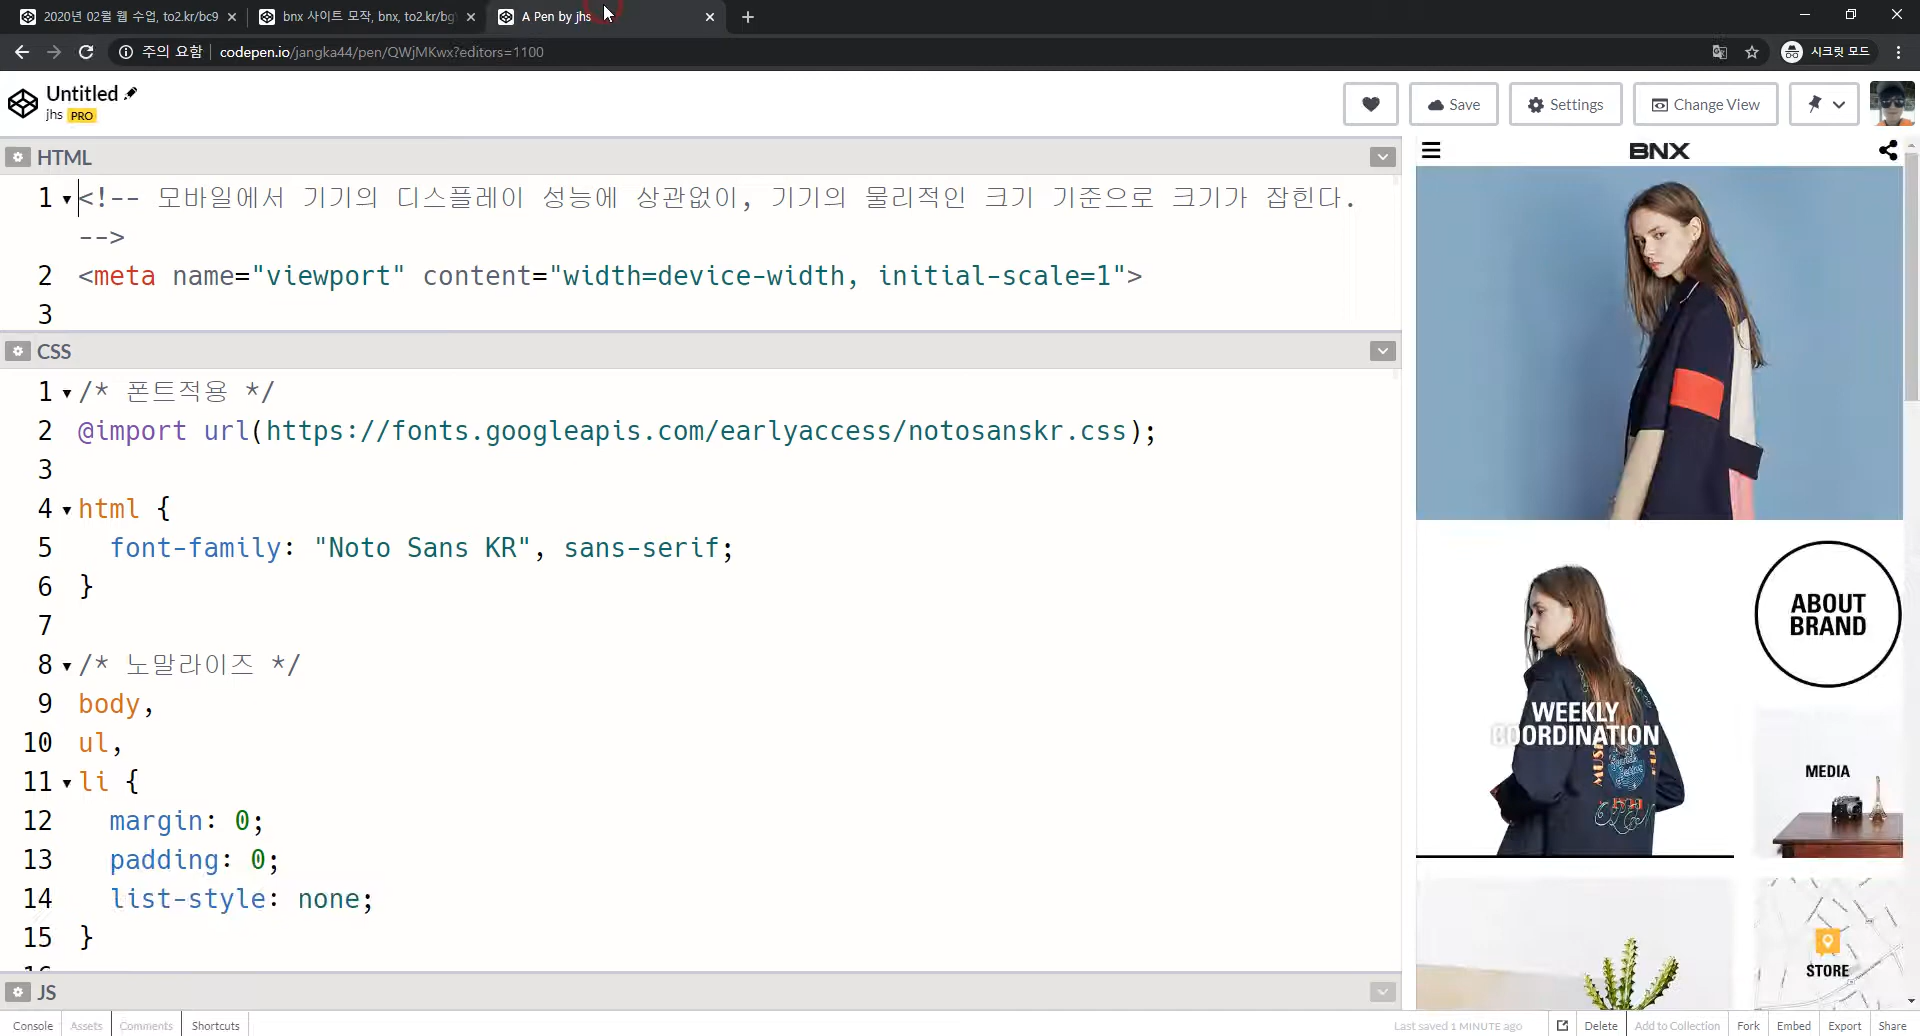 2020년 02월 웹 수업, to2.kr/bc9
bnx 사이트 모작, bnx, to2.kr/bg
A Pen by jhs
주의 요함
codepen.io/jangka44/pen/QWjMKwx?editors=1100
시크릿 모드
Untitled
jhs PRO
Save
Settings
Change View
HTML
1 <!-- 모바일에서 기기의 디스플레이 성능에 상관없이, 기기의 물리적인 크기 기준으로 크기가 잡힌다.
-->
2 <meta name="viewport" content="width=device-width, initial-scale=1">
3
CSS
1 /* 폰트적용 */
2 @import url(https://fonts.googleapis.com/earlyaccess/notosanskr.css);
3
4 html {
5 font-family: "Noto Sans KR", sans-serif;
6 }
7
8 /* 노말라이즈 */
9 body,
10 ul,
11 li {
12 margin: 0;
13 padding: 0;
14 list-style: none;
15 }
16
JS
BNX
ABOUT
BRAND
WEEKLY
COORDINATION
MEDIA
STORE
Console
Assets
Comments
Shortcuts
Last saved 1 MINUTE ago
Delete
Add to Collection
Fork
Embed
Export
Share